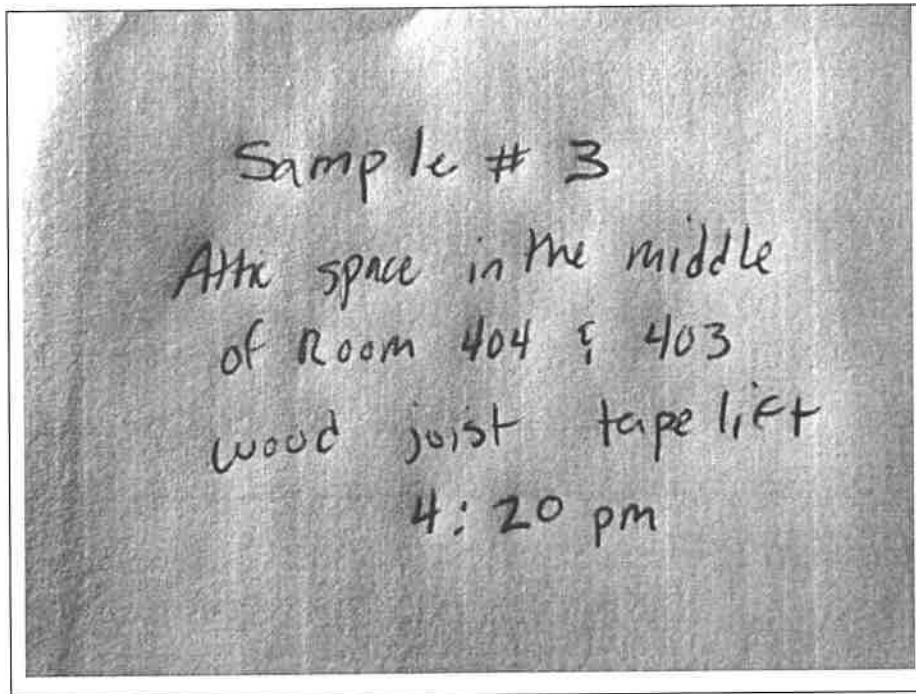 Sample # 3
Attic space in the middle
of Room 404 & 403
wood joist tape lift
4:20 pm